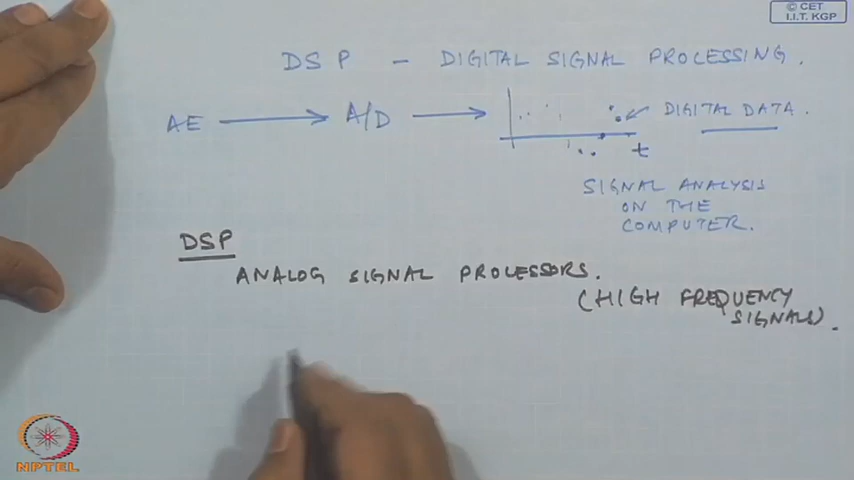 © CET
I.I.T. KGP
DSP - DIGITAL SIGNAL PROCESSING.
AE → A/D → DIGITAL DATA.
t
SIGNAL ANALYSIS
ON THE
COMPUTER.
DSP
ANALOG SIGNAL PROCESSORS.
(HIGH FREQUENCY
SIGNALS).
NPTEL